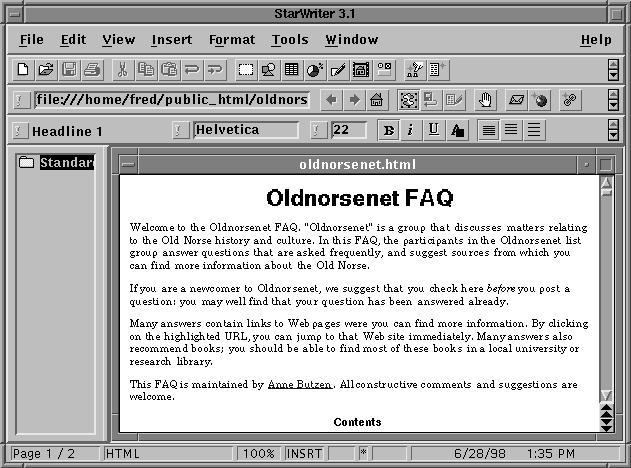 StarWriter 3.1
File Edit View Insert Format Tools Window Help
file:///home/fred/public_html/oldnors
Headline 1 Helvetica 22 B i U A
Standard
oldnorsenet.html
Oldnorsenet FAQ
Welcome to the Oldnorsenet FAQ. "Oldnorsenet" is a group that discusses matters relating
to the Old Norse history and culture. In this FAQ, the participants in the Oldnorsenet list
group answer questions that are asked frequently, and suggest sources from which you
can find more information about the Old Norse.
If you are a newcomer to Oldnorsenet, we suggest that you check here before you post a
question: you may well find that your question has been answered already.
Many answers contain links to Web pages were you can find more information. By clicking
on the highlighted URL, you can jump to that Web site immediately. Many answers also
recommend books; you should be able to find most of these books in a local university or
research library.
This FAQ is maintained by Anne Butzen. All constructive comments and suggestions are
welcome.
Contents
Page 1 / 2 HTML 100% INSRT * 6/28/98 1:35 PM